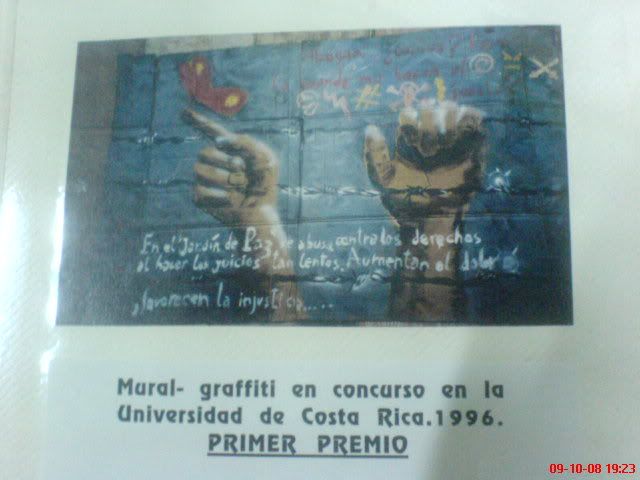 En el "Jardín de Paz" se abusa contra los derechos
al hacer los juicios tan lentos. Aumentan el dolor
favorecen la injusticia.....
Mural- graffiti en concurso en la
Universidad de Costa Rica.1996.
PRIMER PREMIO
09-10-08 19:23